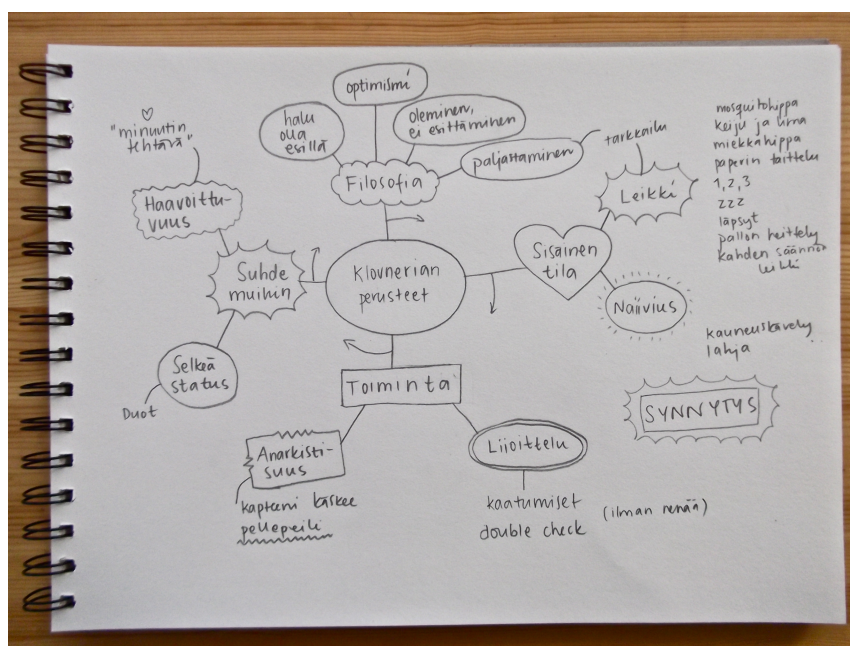 optimismi
halu
olla
esillä
oleminen,
ei esittäminen
paljastaminen
Filosofia
♡
"minuutin
tehtävä"
Haavoittu-
vuus
Suhde
muihin
Selkeä
status
Duot
Klovnerian
perusteet
Sisäinen
tila
tarkkailu
Leikki
Naiivius
mosquitohippa
keiju ja urna
miekkahippa
paperin taittelu
1,2,3
zzz
läpsyt
pallon heittely
kahden säännön
leikki
kauneuskävely
lahja
SYNNYTYS
Toiminta
Anarkisti-
suus
kapteeni käskee
pellepeili
Liioittelu
kaatumiset
double check
(ilman nenää)